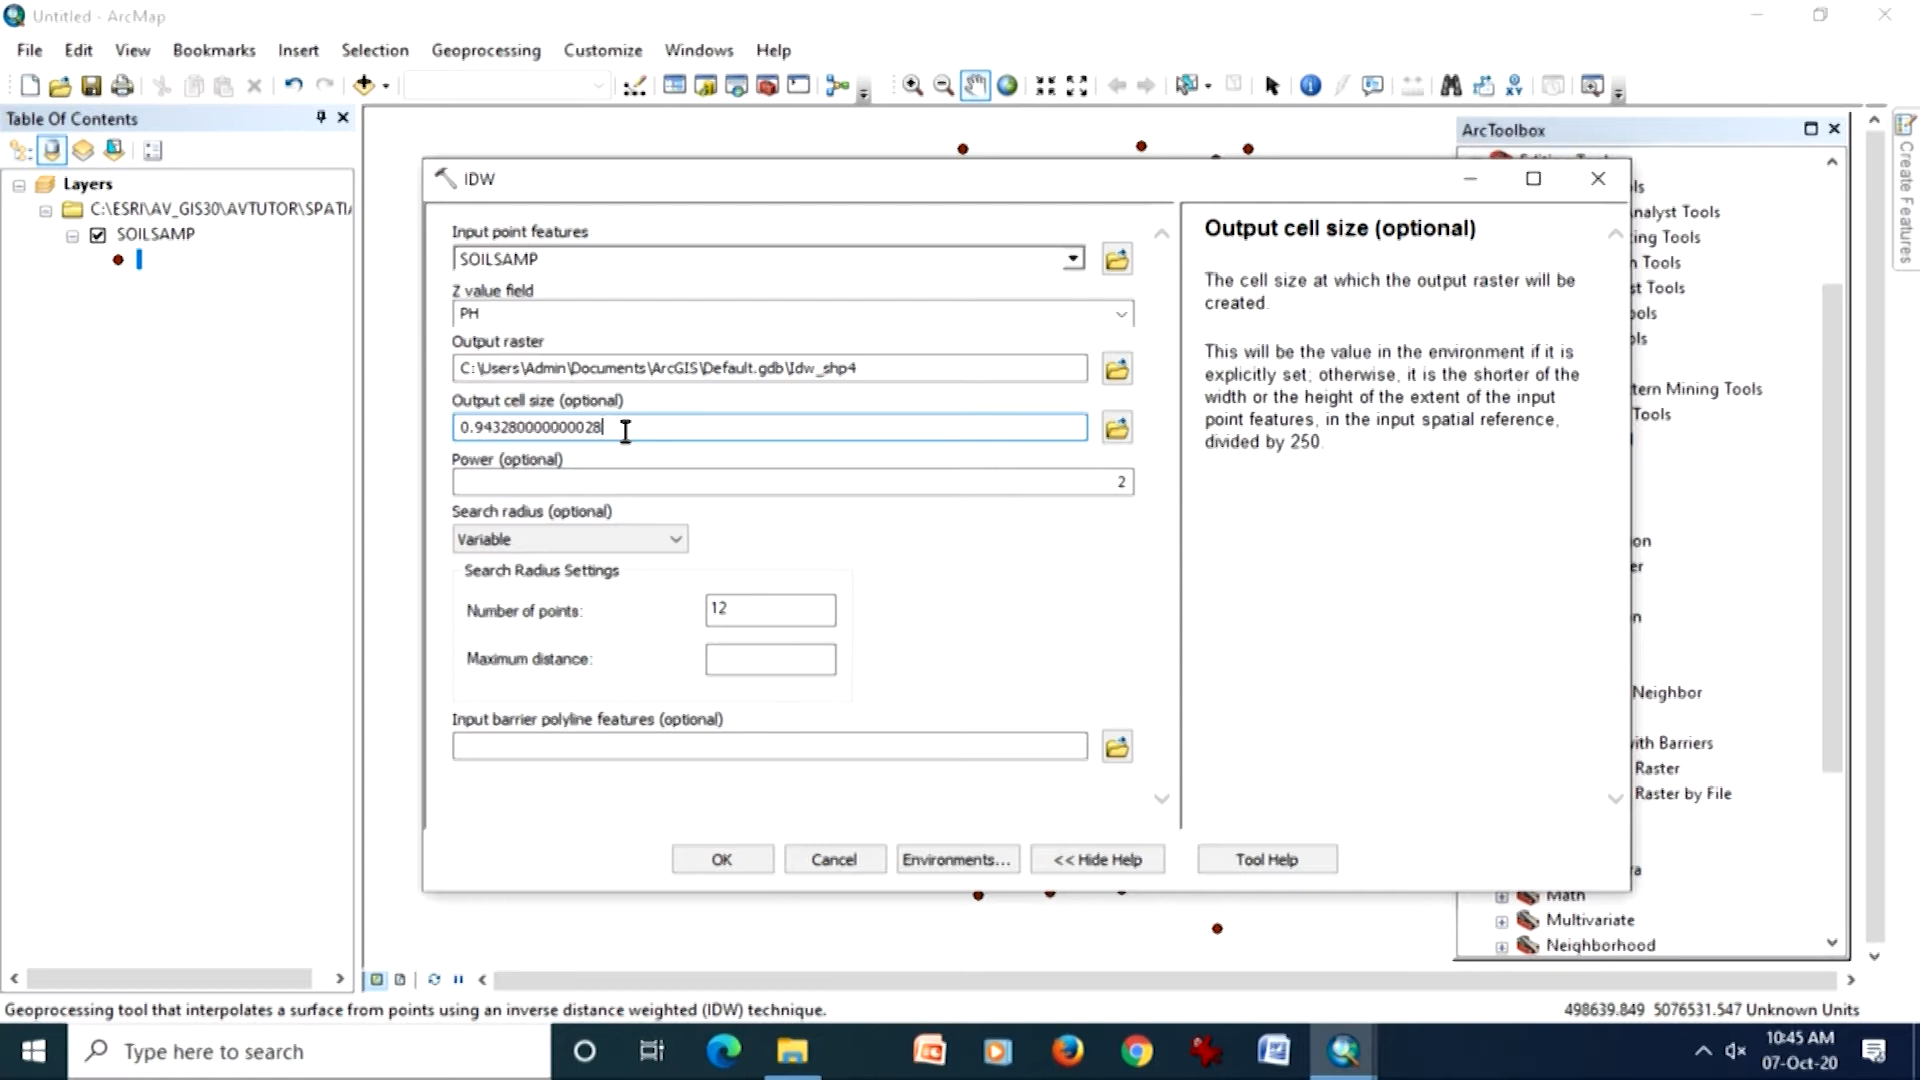 Untitled - ArcMap
File Edit View Bookmarks Insert Selection Geoprocessing Customize Windows Help
Table Of Contents
Layers
C:\ESRI\AV_GIS30\AVTUTOR\SPATI
SOILSAMP
IDW
Input point features
SOILSAMP
Z value field
PH
Output raster
C:\Users\Admin\Documents\ArcGIS\Default.gdb\Idw_shp4
Output cell size (optional)
0.943280000000028
Power (optional)
2
Search radius (optional)
Variable
Search Radius Settings
Number of points: 12
Maximum distance:
Input barrier polyline features (optional)
OK Cancel Environments... << Hide Help Tool Help
Output cell size (optional)
The cell size at which the output raster will be
created.
This will be the value in the environment if it is
explicitly set; otherwise, it is the shorter of the
width or the height of the extent of the input
point features, in the input spatial reference,
divided by 250.
ArcToolbox
ls
nalyst Tools
ing Tools
n Tools
st Tools
ools
ls
tern Mining Tools
Tools
on
er
n
Neighbor
ith Barriers
Raster
Raster by File
a
Math
Multivariate
Neighborhood
Create Features
Geoprocessing tool that interpolates a surface from points using an inverse distance weighted (IDW) technique.
498639.849 5076531.547 Unknown Units
Type here to search
10:45 AM
07-Oct-20